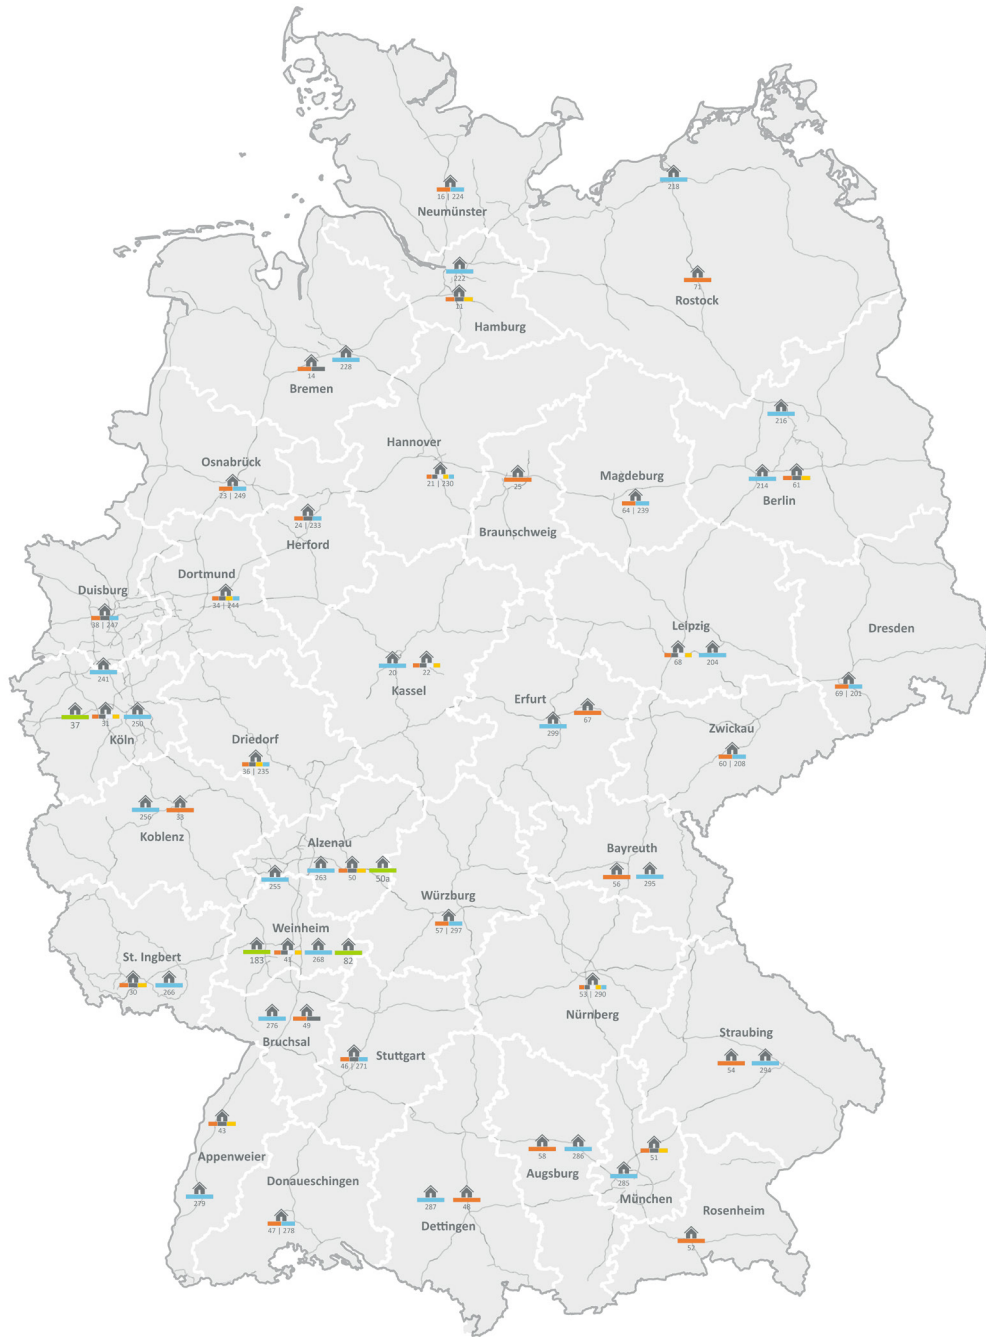 218
16 | 224
Neumünster
222
71
Rostock
11
Hamburg
228
14
Bremen
216
Hannover
Osnabrück
21 | 230
25
Magdeburg
214
61
Berlin
23 | 249
64 | 239
24 | 233
Braunschweig
Herford
Dortmund
Duisburg
34 | 244
38 | 247
Leipzig
Dresden
68
204
241
20
22
Kassel
69 | 201
Erfurt
67
37
31
250
299
Köln
Zwickau
Driedorf
36 | 235
60 | 208
256
33
Koblenz
Alzenau
Bayreuth
255
263
50
50a
56
295
Würzburg
57 | 297
Weinheim
183
41
268
82
St. Ingbert
30
266
53 | 290
Nürnberg
276
49
Bruchsal
Straubing
Stuttgart
46 | 271
54
294
43
Appenweier
58
286
51
Augsburg
285
München
Donaueschingen
279
287
48
Dettingen
Rosenheim
47 | 278
52